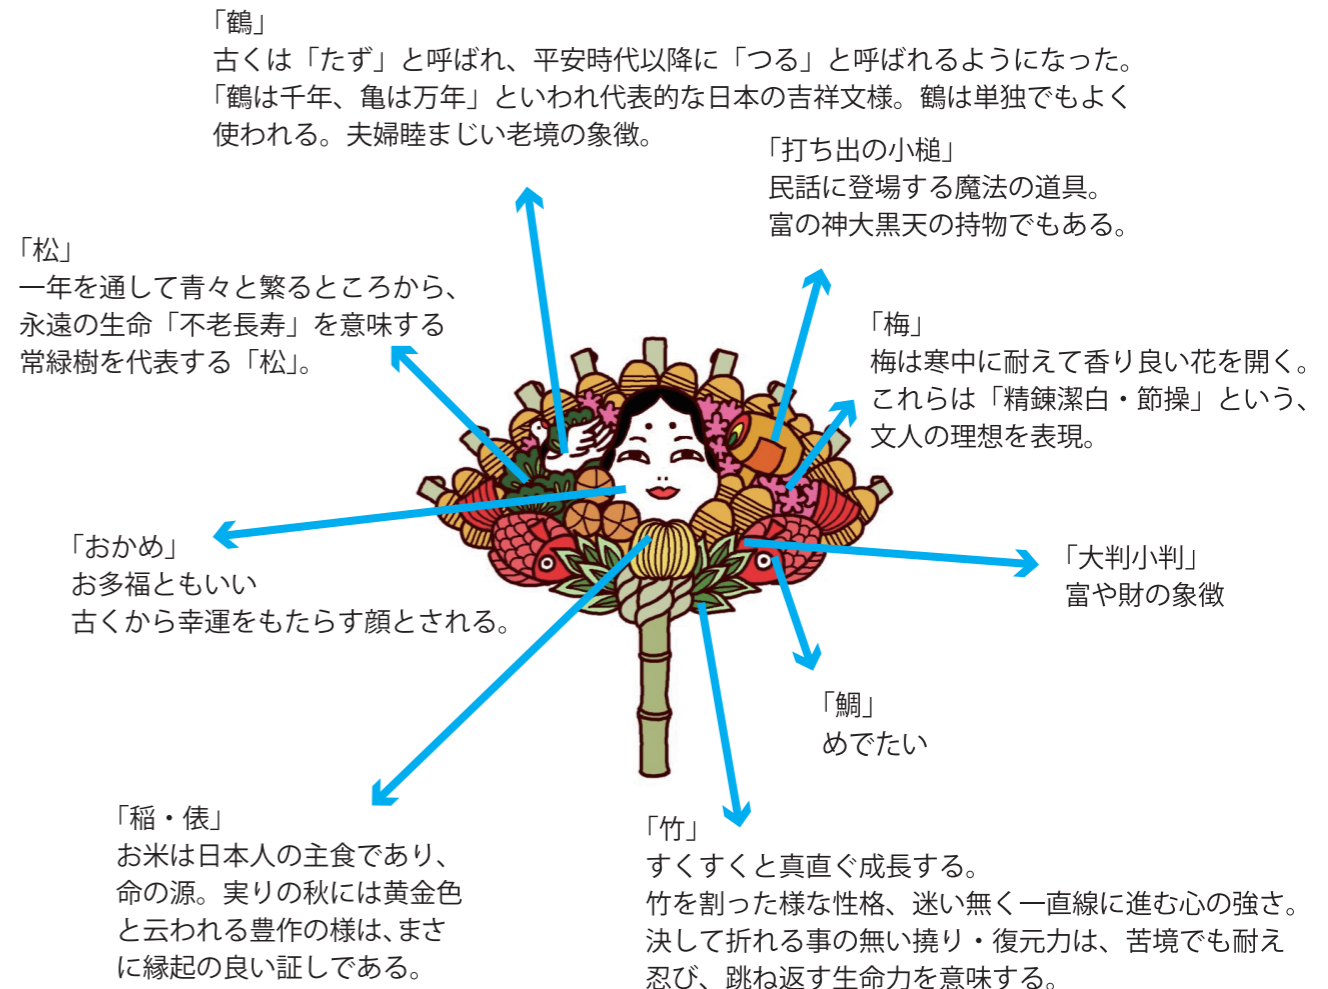 「鶴」
古くは「たず」と呼ばれ、平安時代以降に「つる」と呼ばれるようになった。
「鶴は千年、亀は万年」といわれ代表的な日本の吉祥文様。鶴は単独でもよく
使われる。夫婦睦まじい老境の象徴。
「打ち出の小槌」
民話に登場する魔法の道具。
富の神大黒天の持物でもある。
「松」
一年を通して青々と繁るところから、
永遠の生命「不老長寿」を意味する
常緑樹を代表する「松」。
「梅」
梅は寒中に耐えて香り良い花を開く。
これらは「精錬潔白・節操」という、
文人の理想を表現。
「おかめ」
お多福ともいい
古くから幸運をもたらす顔とされる。
「大判小判」
富や財の象徴
「鯛」
めでたい
「稲・俵」
お米は日本人の主食であり、
命の源。実りの秋には黄金色
と云われる豊作の様は、まさ
に縁起の良い証しである。
「竹」
すくすくと真直ぐ成長する。
竹を割った様な性格、迷い無く一直線に進む心の強さ。
決して折れる事の無い撓り・復元力は、苦境でも耐え
忍び、跳ね返す生命力を意味する。